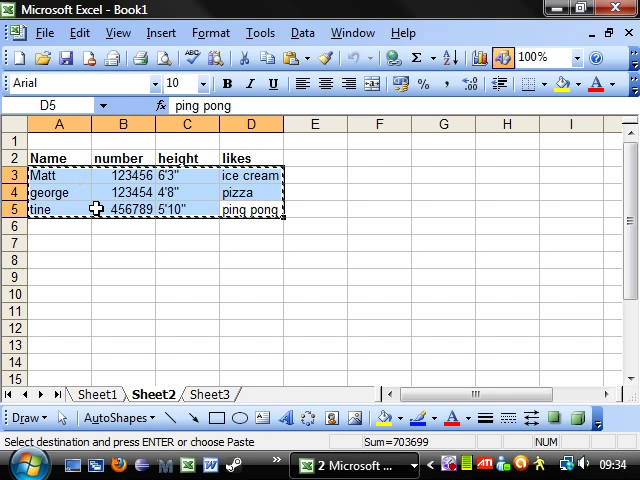 Microsoft Excel - Book1
File Edit View Insert Format Tools Data Window Help
100%
Arial 10 B I U
D5 fx ping pong
A B C D E F G H I
1
2 Name number height likes
3 Matt 123456 6'3" ice cream
4 george 123454 4'8" pizza
5 tine 456789 5'10" ping pong
6
7
8
9
10
11
12
13
14
15
Sheet1 Sheet2 Sheet3
Draw AutoShapes
Select destination and press ENTER or choose Paste Sum=703699 NUM
2 Microsoft ... ATI 09:34